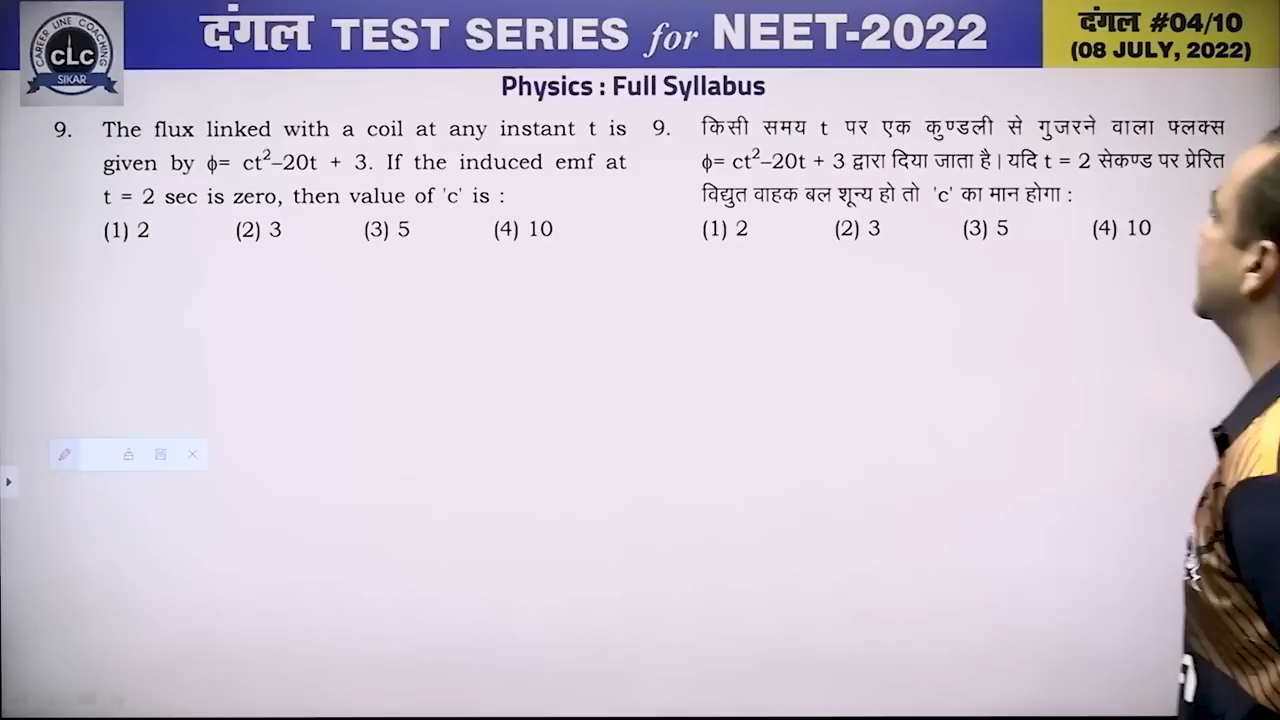 CAREER LINE COACHING
CLC
SIKAR
दंगल TEST SERIES for NEET-2022
दंगल #04/10
(08 JULY, 2022)
Physics : Full Syllabus
9. The flux linked with a coil at any instant t is
given by ϕ= ct²–20t + 3. If the induced emf at
t = 2 sec is zero, then value of 'c' is :
(1) 2 (2) 3 (3) 5 (4) 10
9. किसी समय t पर एक कुण्डली से गुजरने वाला फ्लक्स
ϕ= ct²–20t + 3 द्वारा दिया जाता है। यदि t = 2 सेकण्ड पर प्रेरित
विद्युत वाहक बल शून्य हो तो 'c' का मान होगा :
(1) 2 (2) 3 (3) 5 (4) 10